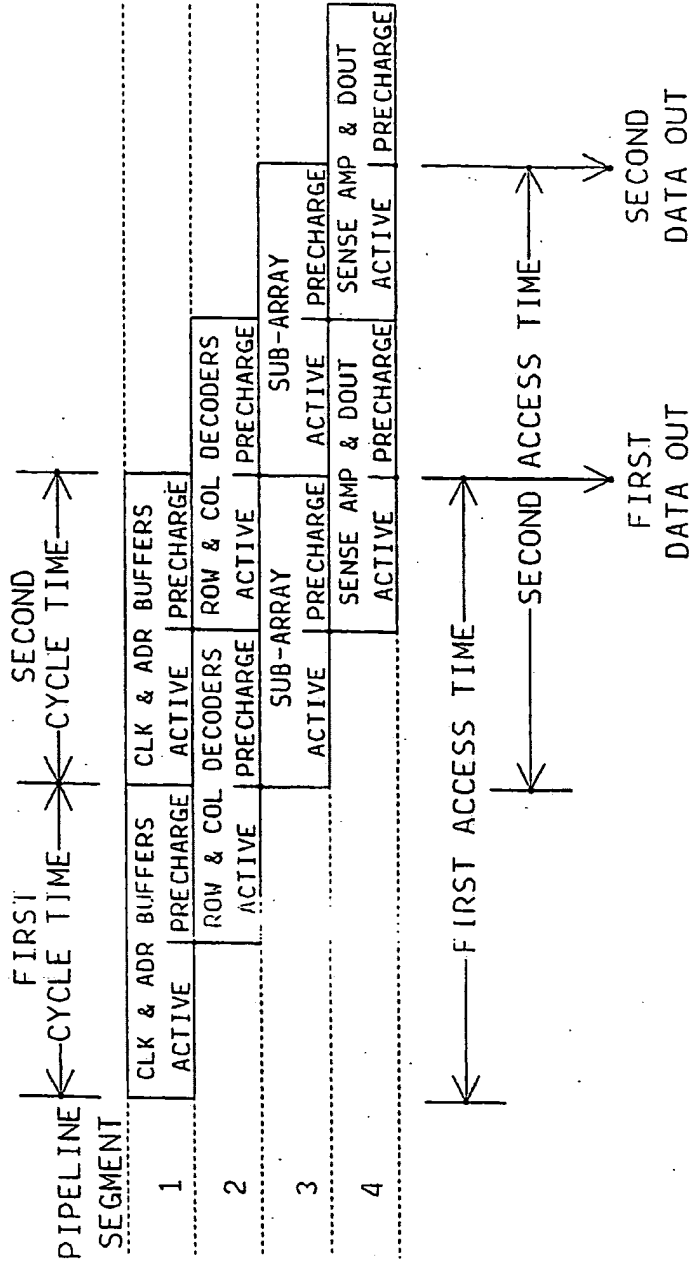 FIRST
CYCLE TIME
SECOND
CYCLE TIME
PIPELINE
SEGMENT
1
CLK & ADR BUFFERS
ACTIVE PRECHARGE
CLK & ADR BUFFERS
ACTIVE PRECHARGE
2
ROW & COL DECODERS
ACTIVE PRECHARGE
ROW & COL DECODERS
ACTIVE PRECHARGE
3
SUB-ARRAY
ACTIVE PRECHARGE
SUB-ARRAY
ACTIVE PRECHARGE
4
SENSE AMP & DOUT
ACTIVE PRECHARGE
SENSE AMP & DOUT
ACTIVE PRECHARGE
FIRST ACCESS TIME
SECOND ACCESS TIME
FIRST
DATA OUT
SECOND
DATA OUT